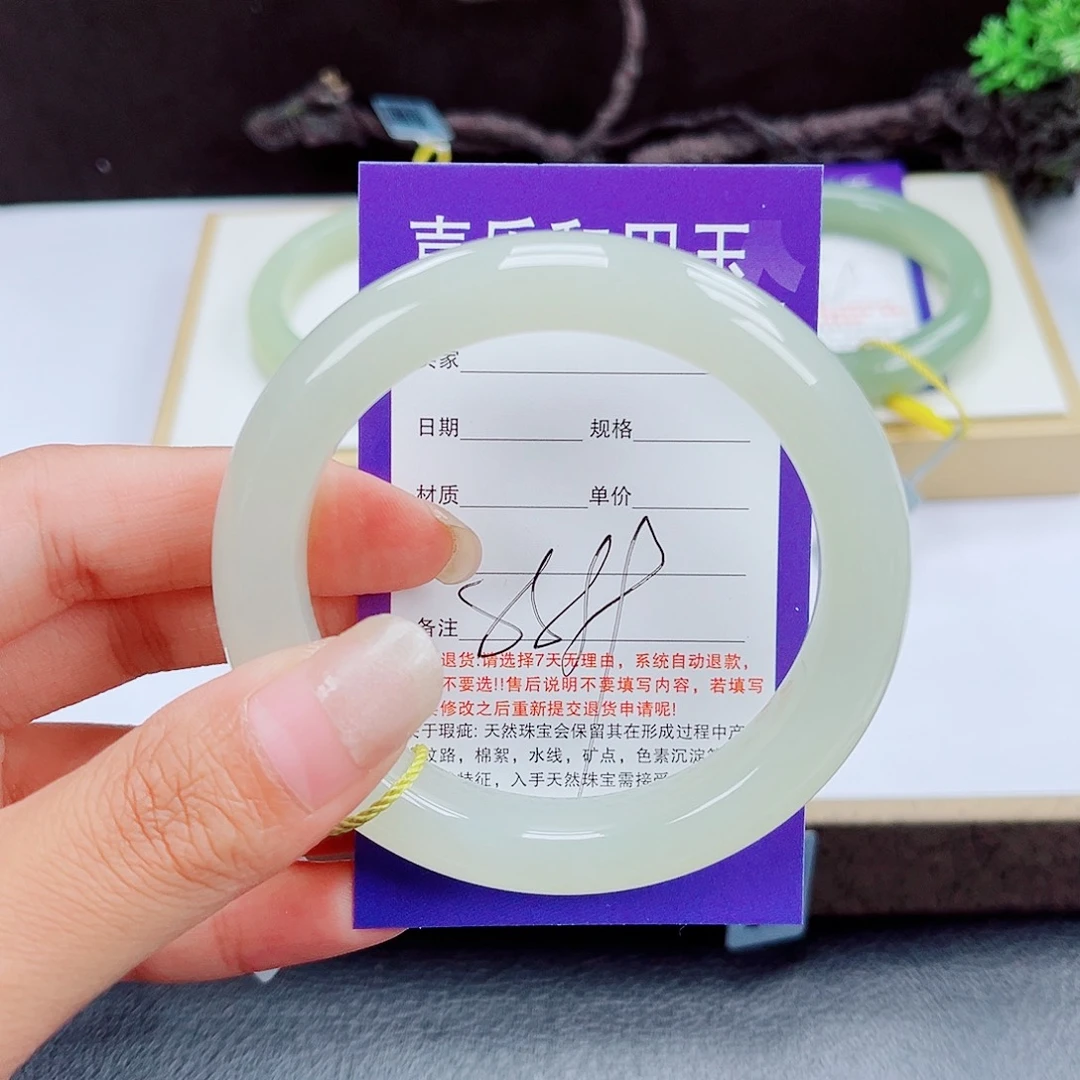 喜乐和田玉
家
日期 规格
材质 单价
备注
退货:请选择7天无理由，系统自动退款，
不要选!!售后说明不要填写内容，若填写
修改之后重新提交退货申请呢!
于瑕疵: 天然珠宝会保留其在形成过程中产
纹路，棉絮，水线，矿点，色素沉淀
特征，入手天然珠宝需接受